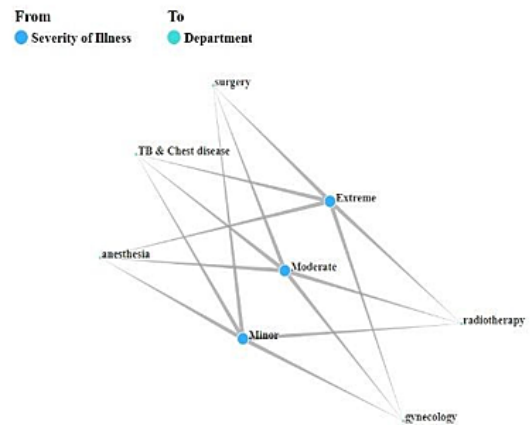 From To
Severity of Illness Department
surgery
TB & Chest disease
Extreme
anesthesia
Moderate
radiotherapy
Minor
gynecology